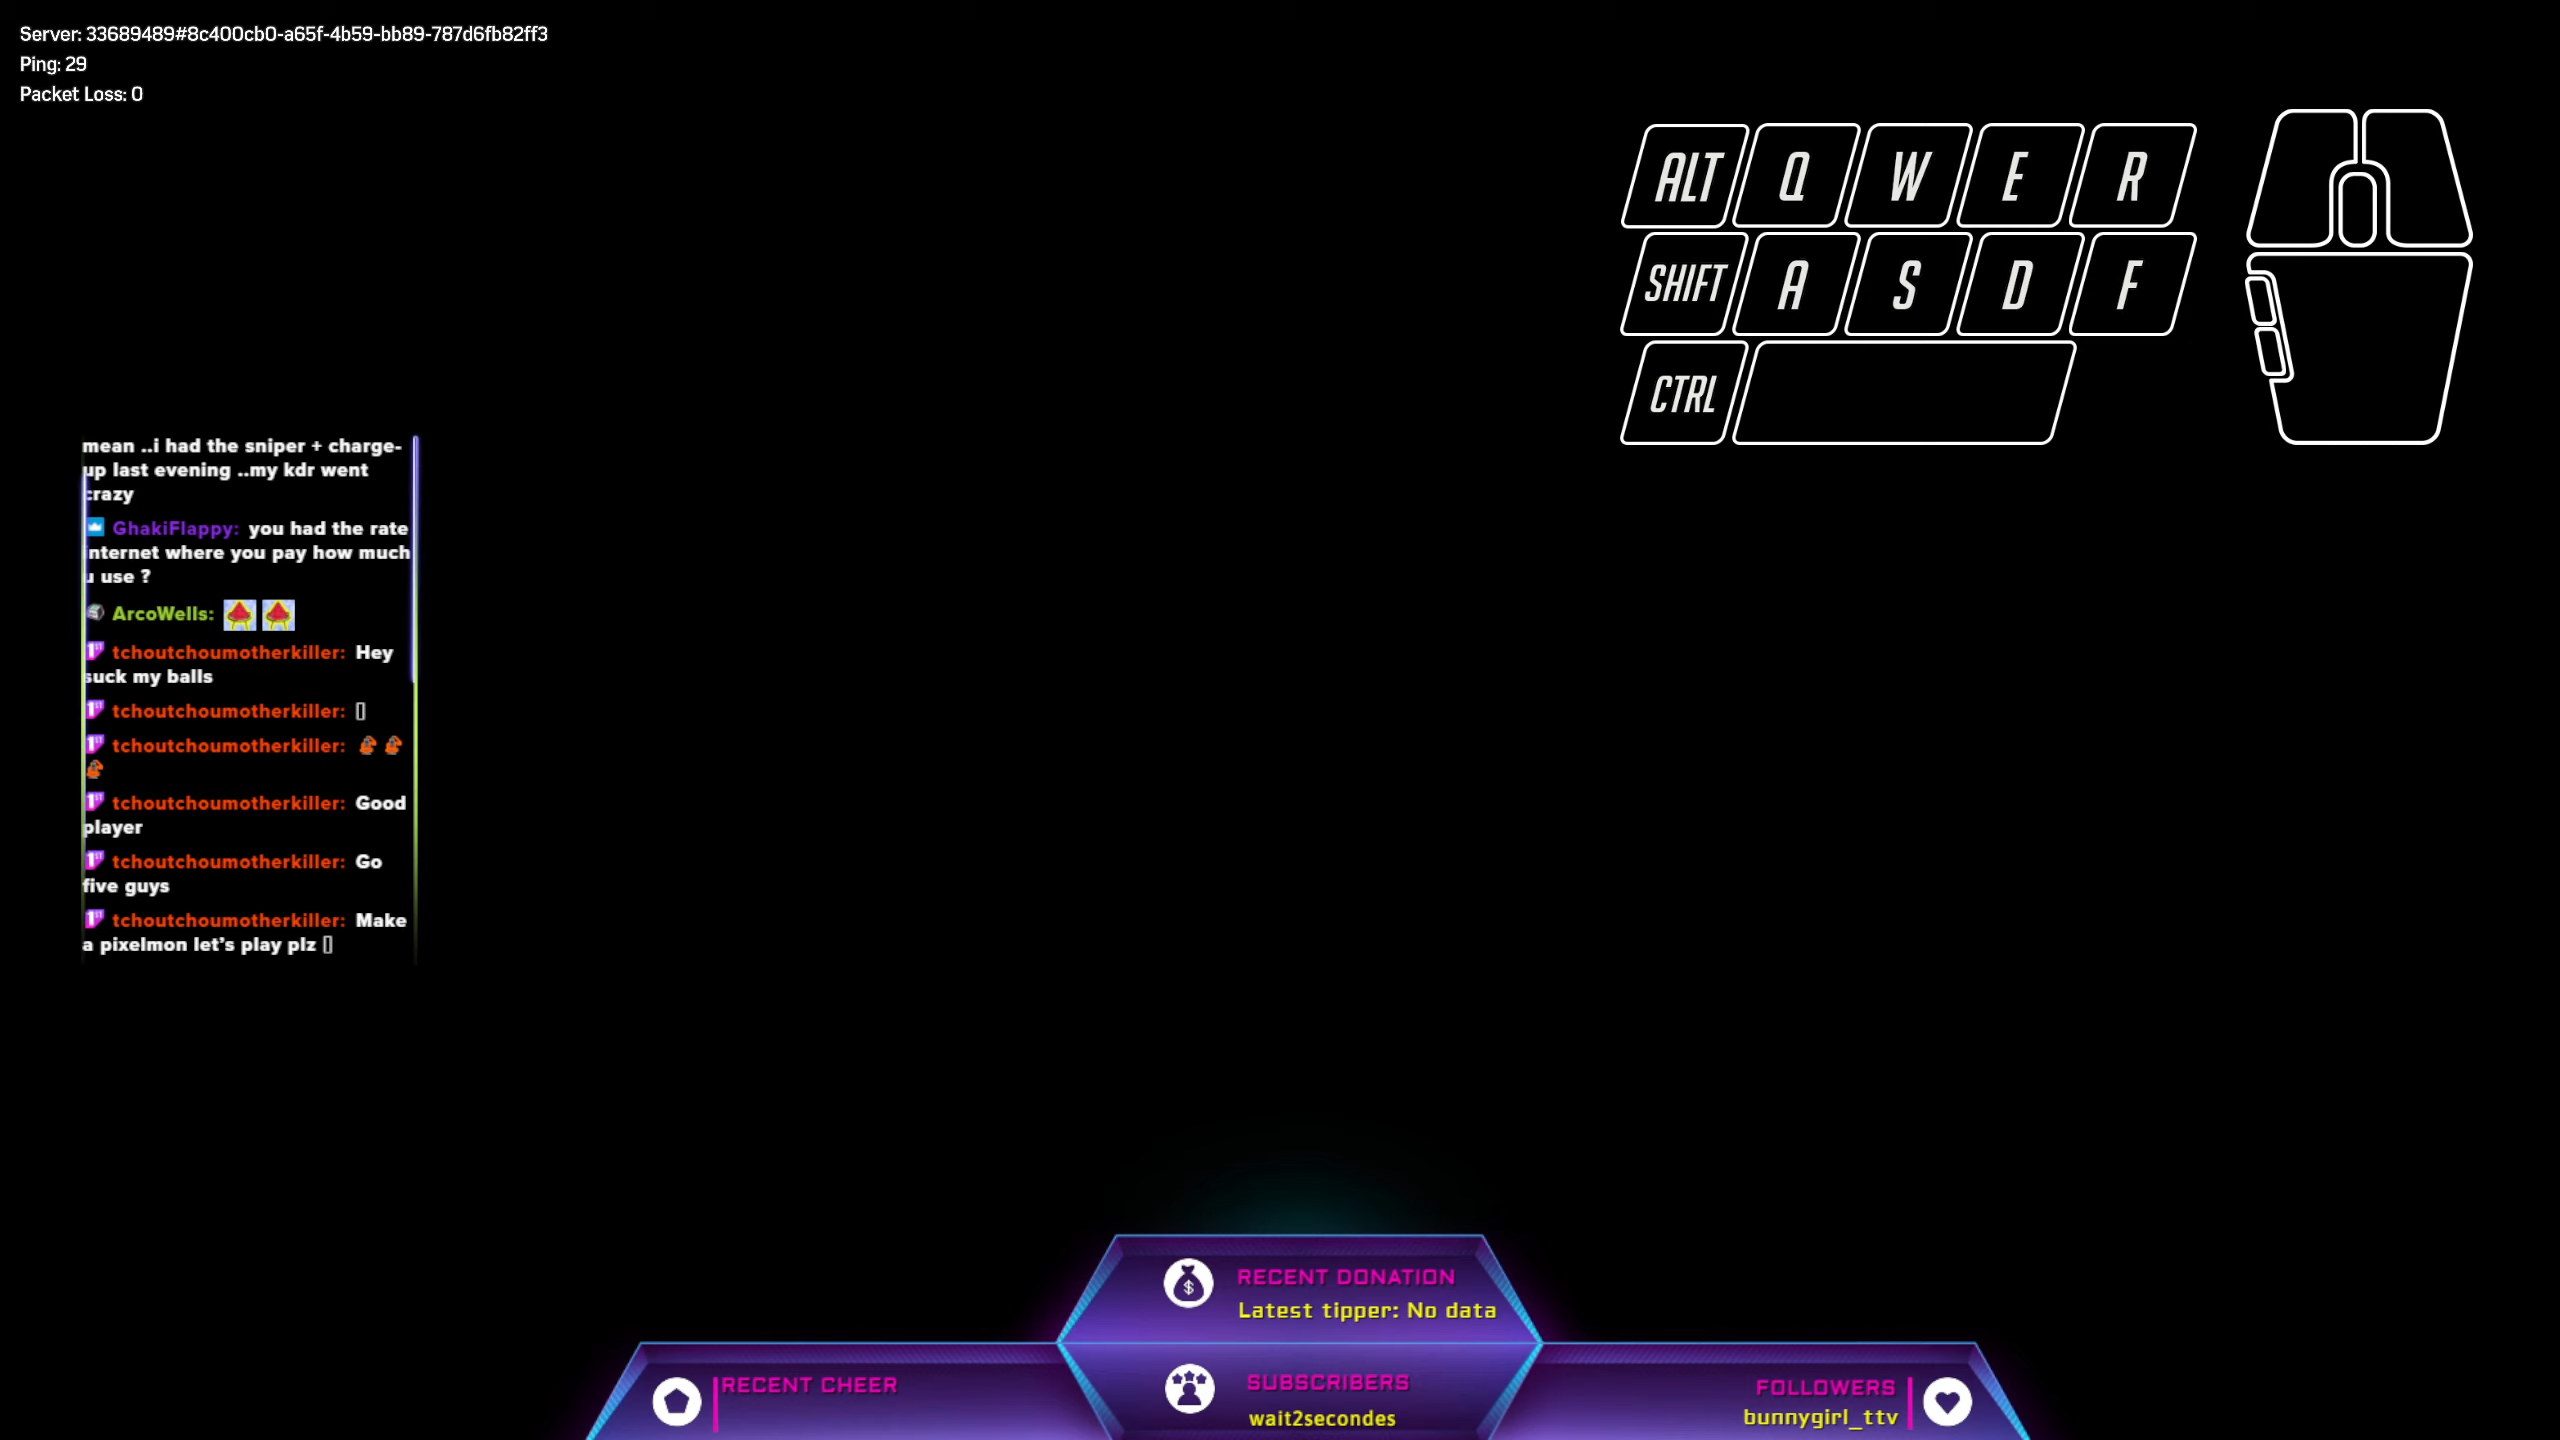 Server: 33689489#8c400cb0-a65f-4b59-bb89-787d6fb82ff3
Ping: 29
Packet Loss: 0
ALT Q W E R
SHIFT A S D F
CTRL
mean ..i had the sniper + charge-
up last evening ..my kdr went
crazy
GhakiFlappy: you had the rate
internet where you pay how much
u use ?
ArcoWells:
tchoutchoumotherkiller: Hey
suck my balls
tchoutchoumotherkiller:
tchoutchoumotherkiller:
tchoutchoumotherkiller: Good
player
tchoutchoumotherkiller: Go
five guys
tchoutchoumotherkiller: Make
a pixelmon let's play plz
RECENT DONATION
Latest tipper: No data
RECENT CHEER
SUBSCRIBERS
wait2secondes
FOLLOWERS
bunnygirl_ttv